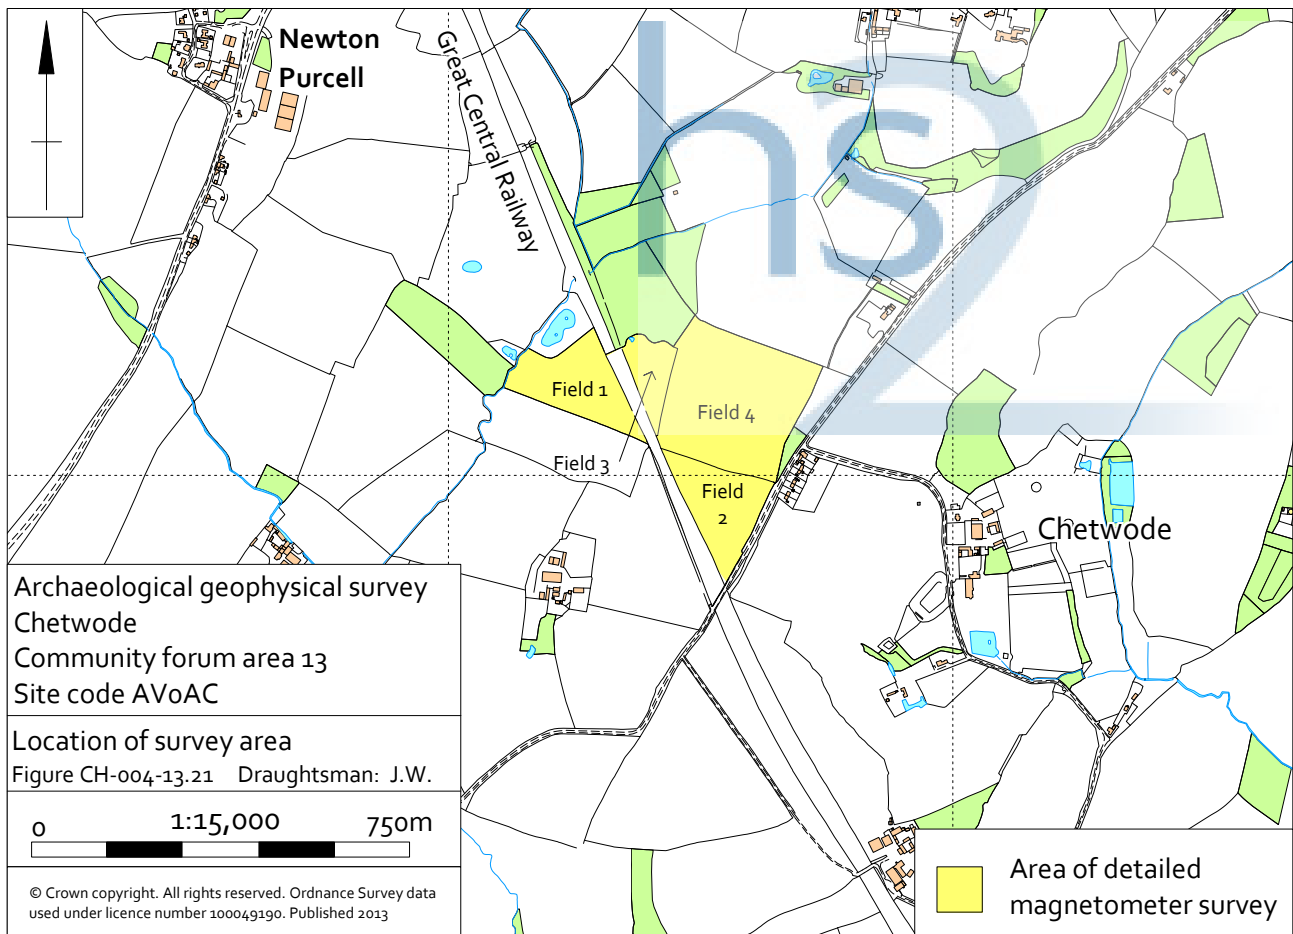 Newton
Purcell
Great Central Railway
hs2
Field 1
Field 4
Field 3
Field
2
Chetwode
Archaeological geophysical survey
Chetwode
Community forum area 13
Site code AV0AC
Location of survey area
Figure CH-004-13.21 Draughtsman: J.W.
0 1:15,000 750m
© Crown copyright. All rights reserved. Ordnance Survey data
used under licence number 100049190. Published 2013
Area of detailed
magnetometer survey